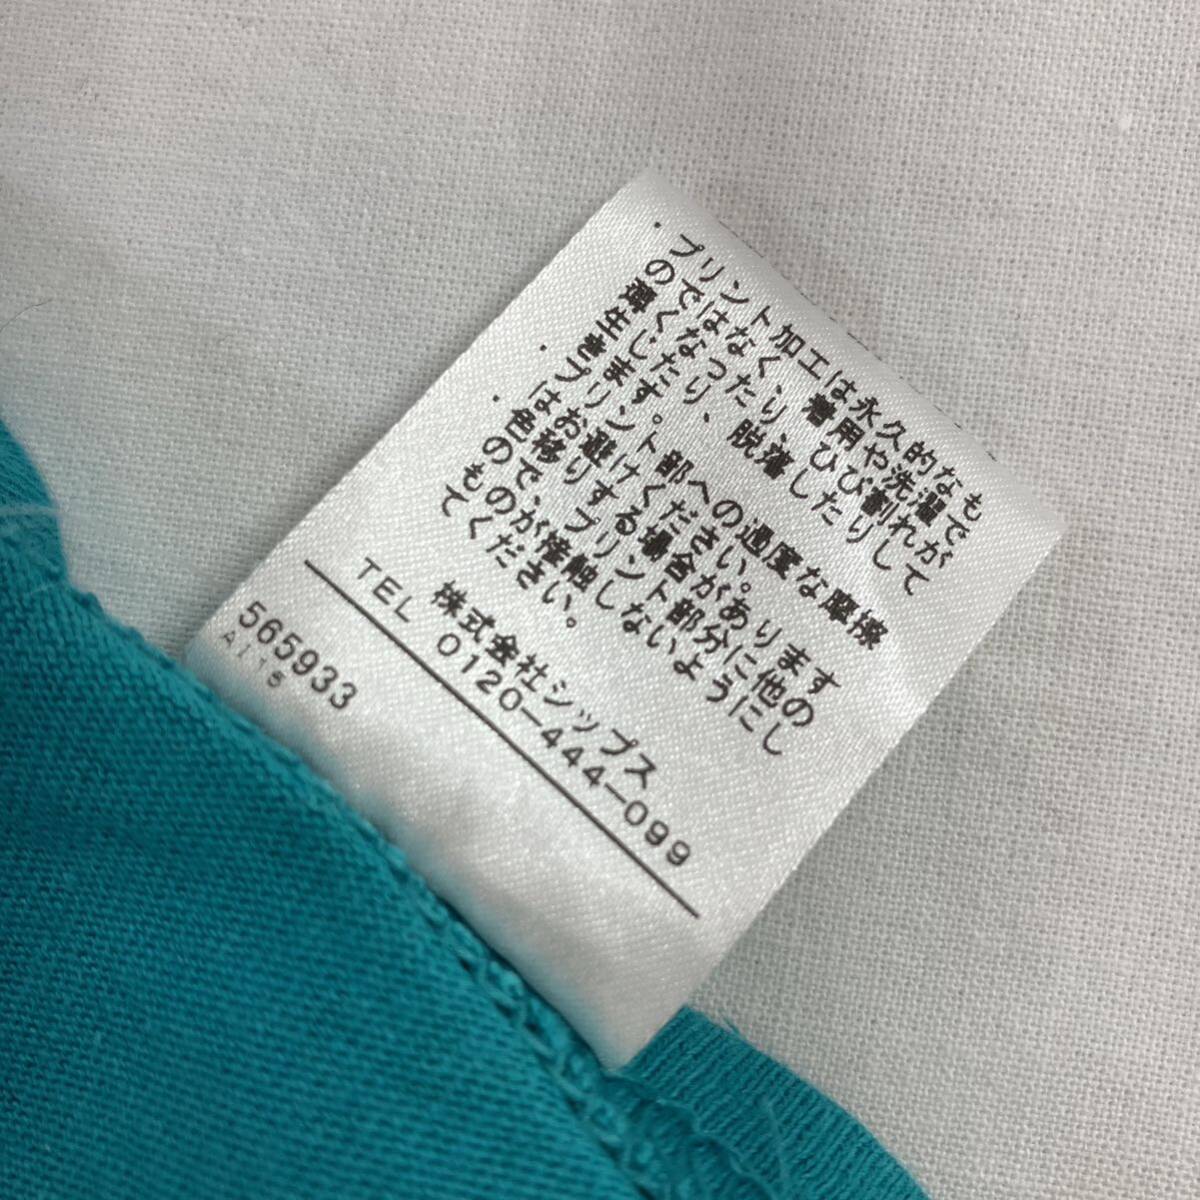 ・プリント加工は永久的なも
のではなく、着用や洗濯で
薄くなったり、ひび割れが
生じたり、脱落したりして
きます。
・プリント部への過度な摩擦
はお避けください。
・色移りする場合があります
ので、プリント部分に他の
ものが接触しないようにし
てください。
株式会社シップス
TEL 0120-444-099
565933
AI15